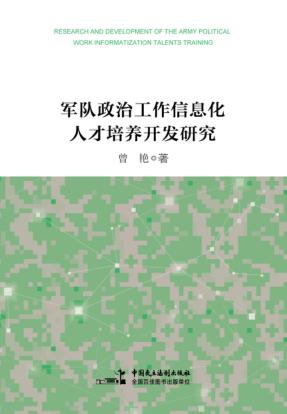 RESEARCH AND DEVELOPMENT OF THE ARMY POLITICAL
WORK INFORMATIZATION TALENTS TRAINING
军队政治工作信息化
人才培养开发研究
曾 艳◎著
中国民主法制出版社
全国百佳图书出版单位